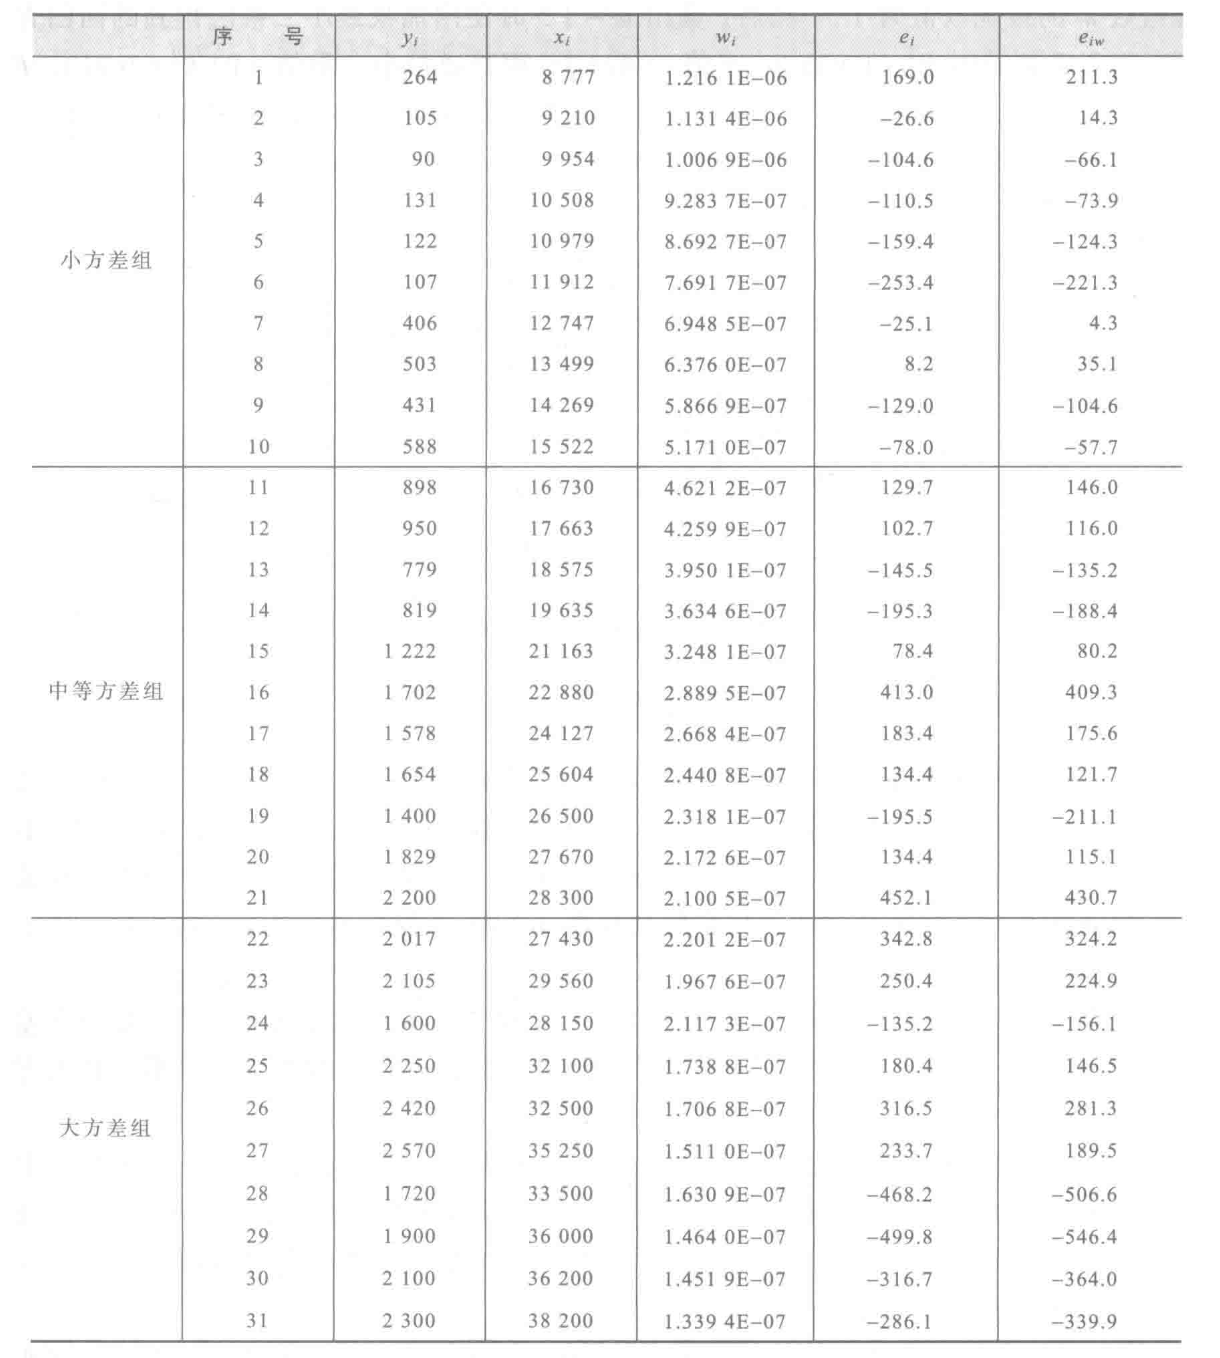 序 号 yᵢ xᵢ wᵢ eᵢ eᵢw
1 264 8 777 1.216 1E−06 169.0 211.3
2 105 9 210 1.131 4E−06 −26.6 14.3
3 90 9 954 1.006 9E−06 −104.6 −66.1
4 131 10 508 9.283 7E−07 −110.5 −73.9
5 122 10 979 8.692 7E−07 −159.4 −124.3
小方差组
6 107 11 912 7.691 7E−07 −253.4 −221.3
7 406 12 747 6.948 5E−07 −25.1 4.3
8 503 13 499 6.376 0E−07 8.2 35.1
9 431 14 269 5.866 9E−07 −129.0 −104.6
10 588 15 522 5.171 0E−07 −78.0 −57.7
11 898 16 730 4.621 2E−07 129.7 146.0
12 950 17 663 4.259 9E−07 102.7 116.0
13 779 18 575 3.950 1E−07 −145.5 −135.2
14 819 19 635 3.634 6E−07 −195.3 −188.4
15 1 222 21 163 3.248 1E−07 78.4 80.2
中等方差组 16 1 702 22 880 2.889 5E−07 413.0 409.3
17 1 578 24 127 2.668 4E−07 183.4 175.6
18 1 654 25 604 2.440 8E−07 134.4 121.7
19 1 400 26 500 2.318 1E−07 −195.5 −211.1
20 1 829 27 670 2.172 6E−07 134.4 115.1
21 2 200 28 300 2.100 5E−07 452.1 430.7
22 2 017 27 430 2.201 2E−07 342.8 324.2
23 2 105 29 560 1.967 6E−07 250.4 224.9
24 1 600 28 150 2.117 3E−07 −135.2 −156.1
25 2 250 32 100 1.738 8E−07 180.4 146.5
26 2 420 32 500 1.706 8E−07 316.5 281.3
大方差组
27 2 570 35 250 1.511 0E−07 233.7 189.5
28 1 720 33 500 1.630 9E−07 −468.2 −506.6
29 1 900 36 000 1.464 0E−07 −499.8 −546.4
30 2 100 36 200 1.451 9E−07 −316.7 −364.0
31 2 300 38 200 1.339 4E−07 −286.1 −339.9